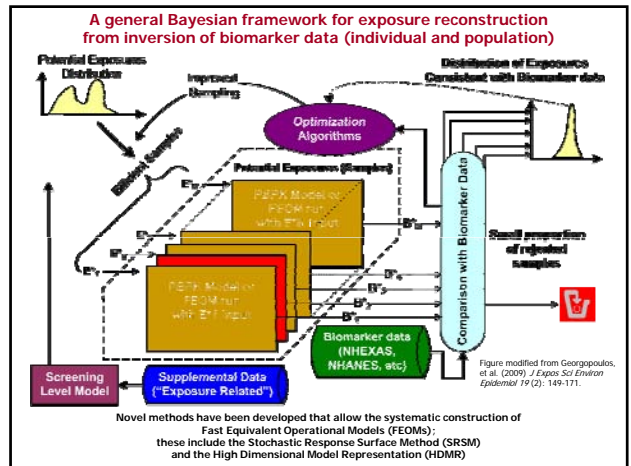 A general Bayesian framework for exposure reconstruction
from inversion of biomarker data (individual and population)
Potential Exposures
Distribution
Improved
Sampling
Distribution of Exposures
Consistent with Biomarker data
Optimization
Algorithms
Efficient Samples
Potential Exposures (Samples)
PBPK Model or
FEOM run
Input
Comparison with Biomarker Data
Small proportion
of rejected
samples
PBPK Model or
FEOM run
Input
Biomarker data
(NHEXAS,
NHANES, etc)
Screening
Level Model
Supplemental Data
("Exposure Related")
Figure modified from Georgopoulos,
et al. (2009) J Expos Sci Environ
Epidemiol 19 (2): 149-171.
Novel methods have been developed that allow the systematic construction of
Fast Equivalent Operational Models (FEOMs);
these include the Stochastic Response Surface Method (SRSM)
and the High Dimensional Model Representation (HDMR)